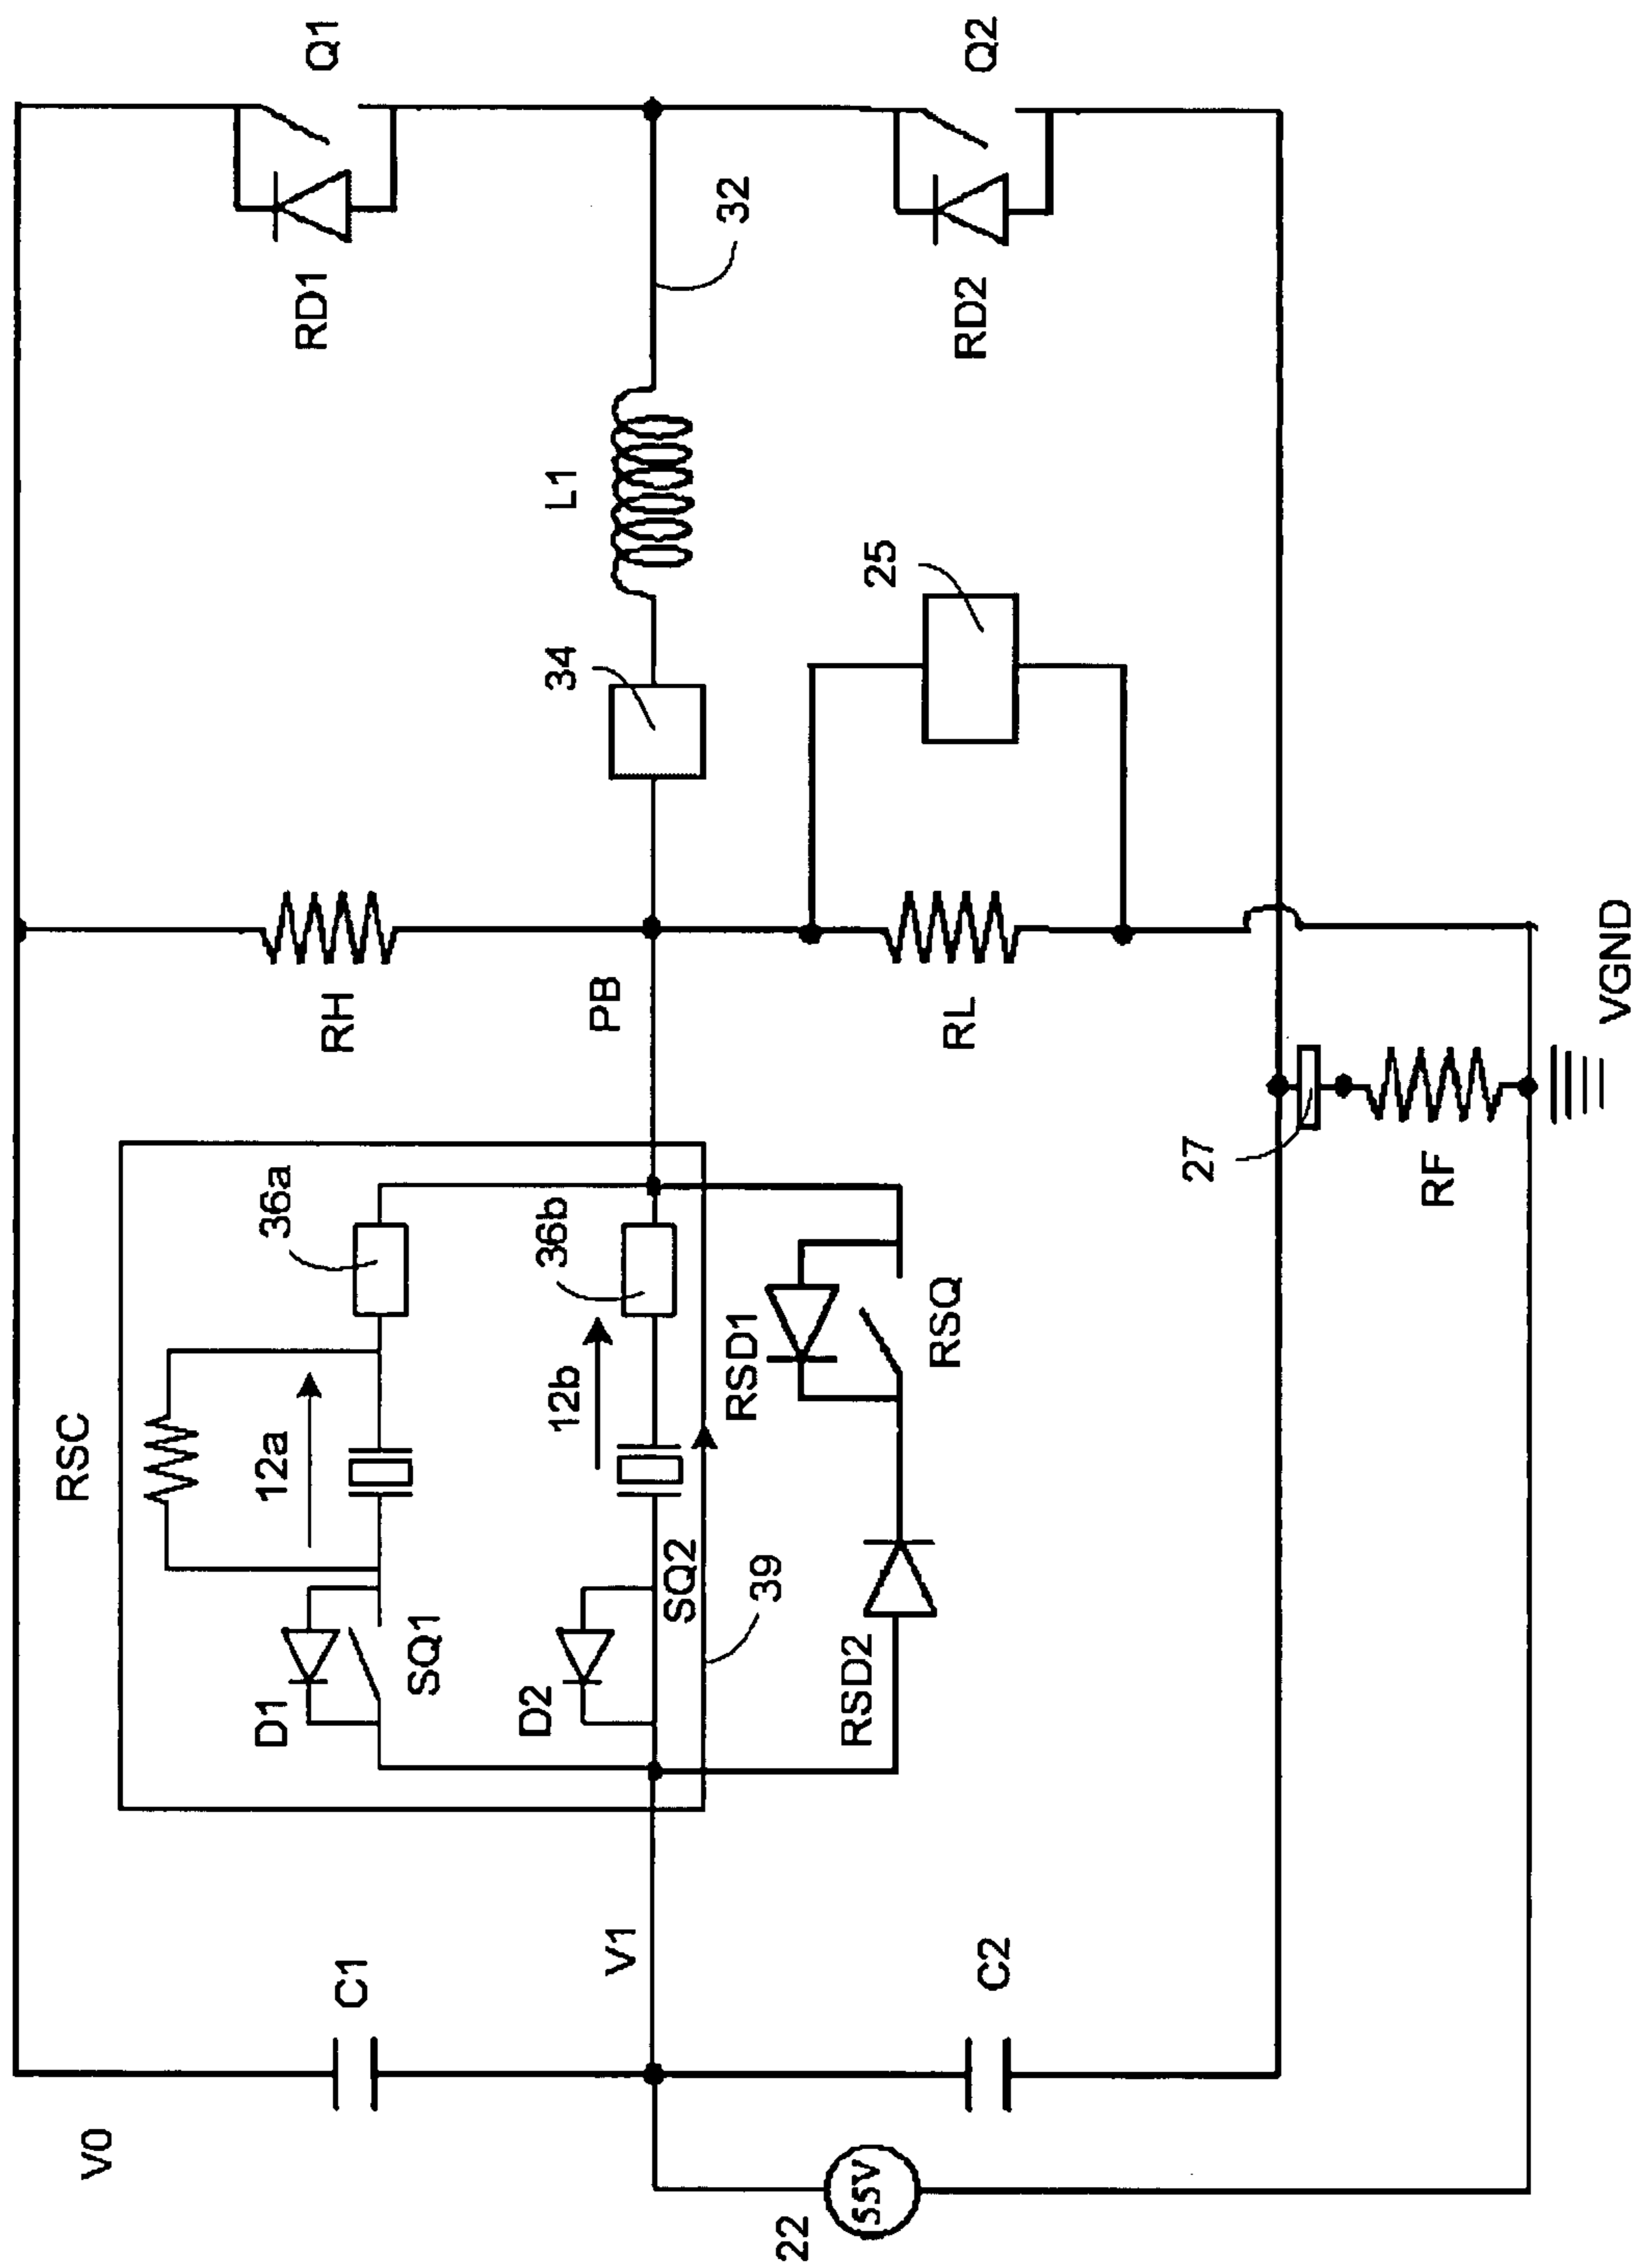 V0
C1
22
SSV
V1
C2
RSC
D1
SQ1
12a
36a
D2
SQ2
12b
36b
39
RSD2
RSD1
RSQ
RH
PB
RL
27
RF
VGND
34
L1
25
32
RD1
Q1
RD2
Q2